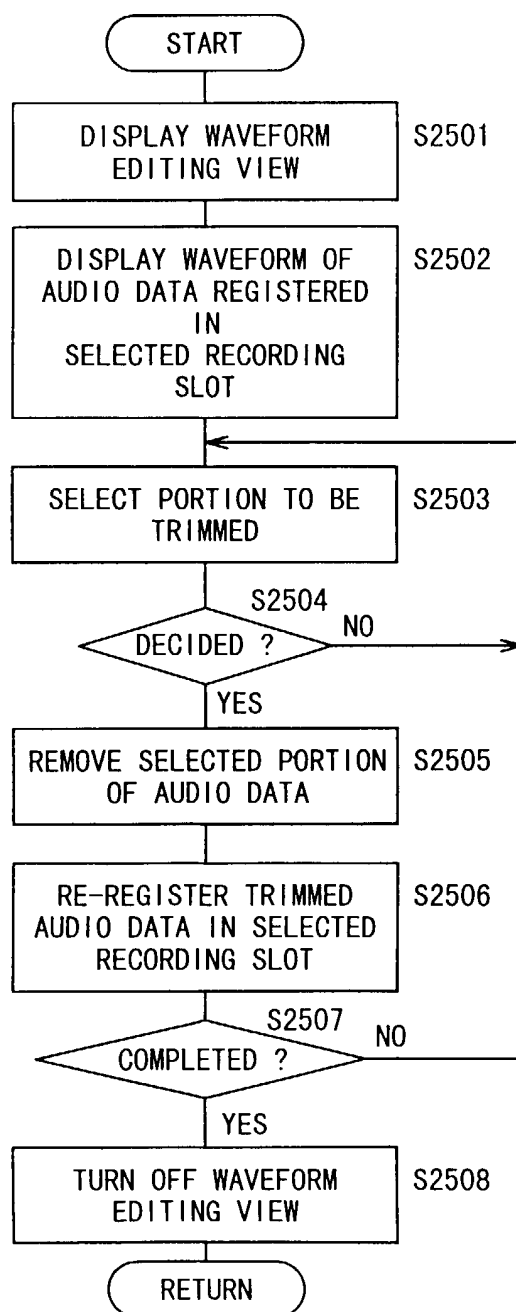 START
DISPLAY WAVEFORM
EDITING VIEW
S2501
DISPLAY WAVEFORM OF
AUDIO DATA REGISTERED
IN
SELECTED RECORDING
SLOT
S2502
SELECT PORTION TO BE
TRIMMED
S2503
S2504
DECIDED ?
NO
YES
REMOVE SELECTED PORTION
OF AUDIO DATA
S2505
RE-REGISTER TRIMMED
AUDIO DATA IN SELECTED
RECORDING SLOT
S2506
S2507
COMPLETED ?
NO
YES
TURN OFF WAVEFORM
EDITING VIEW
S2508
RETURN